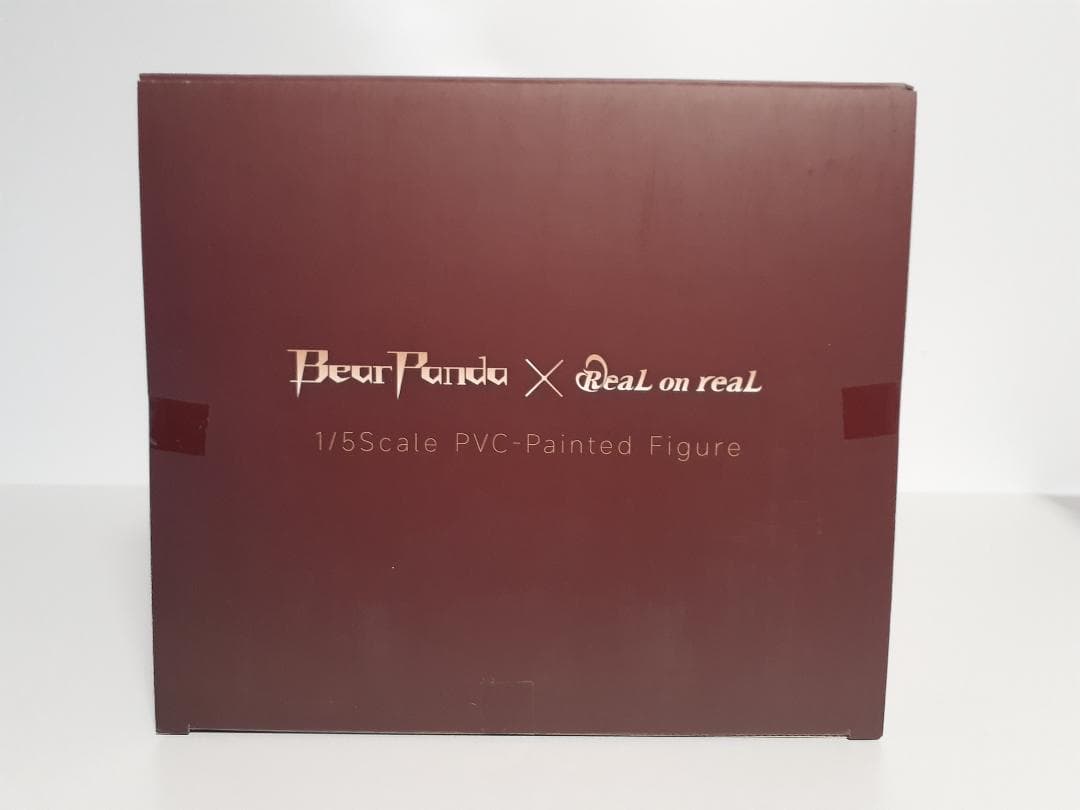 BearPanda X ReaL on reaL
1/5Scale PVC-Painted Figure